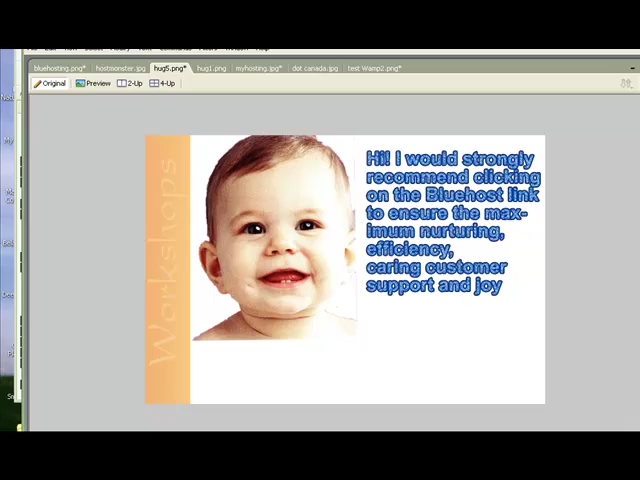 bluehosting.png* hostmonster.jpg hug5.png* hug1.png myhosting.jpg* dot canada.jpg test Wamp2.png*
Original Preview 2-Up 4-Up
Workshops
Hi! I would strongly
recommend clicking
on the Bluehost link
to ensure the max-
imum nurturing,
efficiency,
caring customer
support and joy